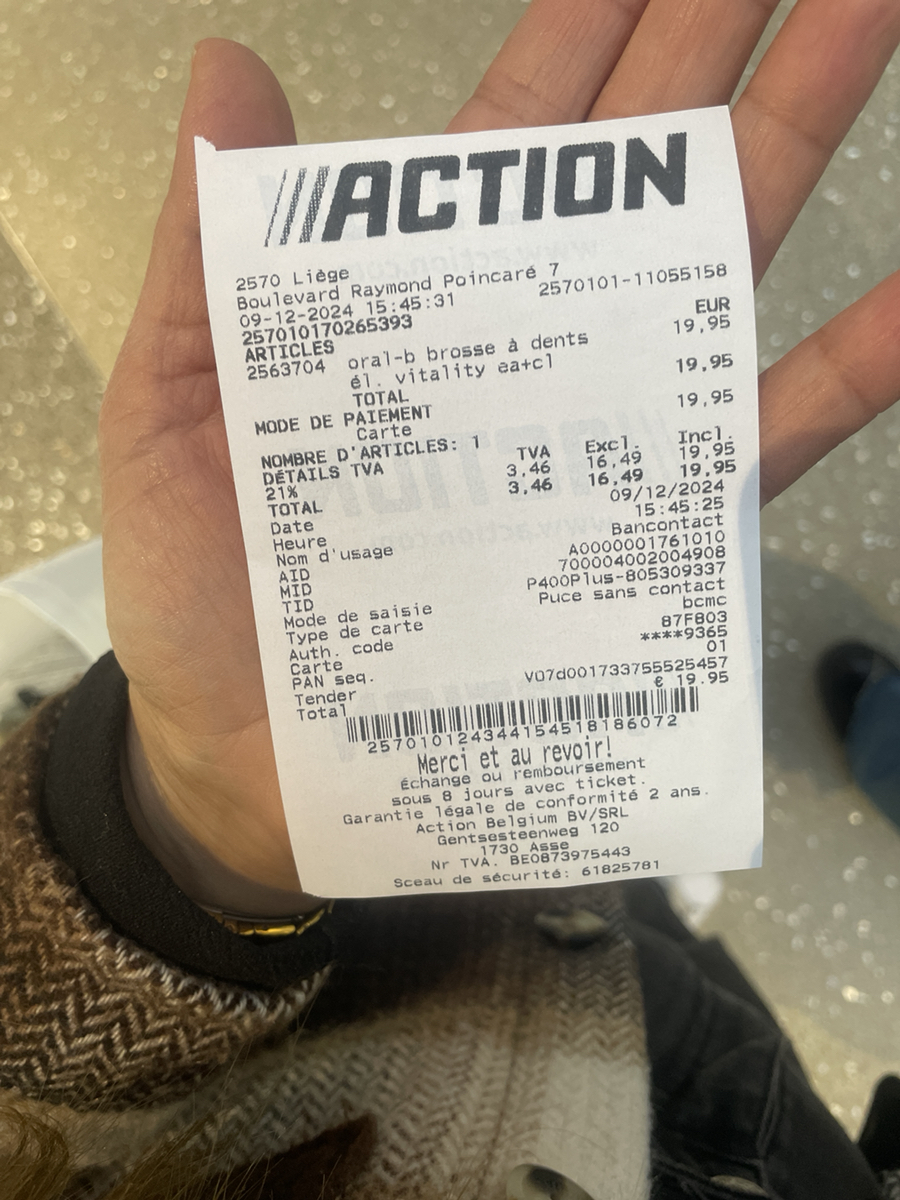 ///ACTION
2570 Liège
Boulevard Raymond Poincaré 7
09-12-2024 15:45:31 2570101-11055158
257010170265393
ARTICLES EUR
2563704 oral-b brosse à dents 19,95
él. vitality ea+cl
TOTAL 19,95
MODE DE PAIEMENT
Carte 19,95
NOMBRE D'ARTICLES: 1
DÉTAILS TVA TVA Excl. Incl.
21% 3,46 16,49 19,95
TOTAL 3,46 16,49 19,95
Date 09/12/2024
Heure 15:45:25
Nom d'usage Bancontact
AID A0000001761010
MID 700004002004908
TID P400Plus-805309337
Mode de saisie Puce sans contact
Type de carte bcmc
Auth. code 87F803
Carte ****9365
PAN seq. 01
Tender V07d001733755525457
Total € 19.95
2570101243441545181860​72
Merci et au revoir!
Échange ou remboursement
sous 8 jours avec ticket.
Garantie légale de conformité 2 ans.
Action Belgium BV/SRL
Gentsesteenweg 120
1730 Asse
Nr TVA. BE0873975443
Sceau de sécurité: 61825781